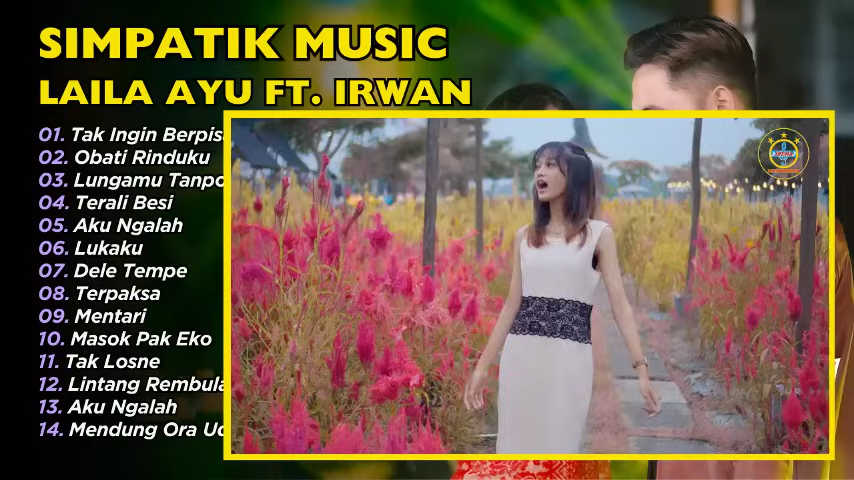 SIMPATIK MUSIC
LAILA AYU FT. IRWAN
01. Tak Ingin Berpis
02. Obati Rinduku
03. Lungamu Tanpo
04. Terali Besi
05. Aku Ngalah
06. Lukaku
07. Dele Tempe
08. Terpaksa
09. Mentari
10. Masok Pak Eko
11. Tak Losne
12. Lintang Rembula
13. Aku Ngalah
14. Mendung Ora Ud